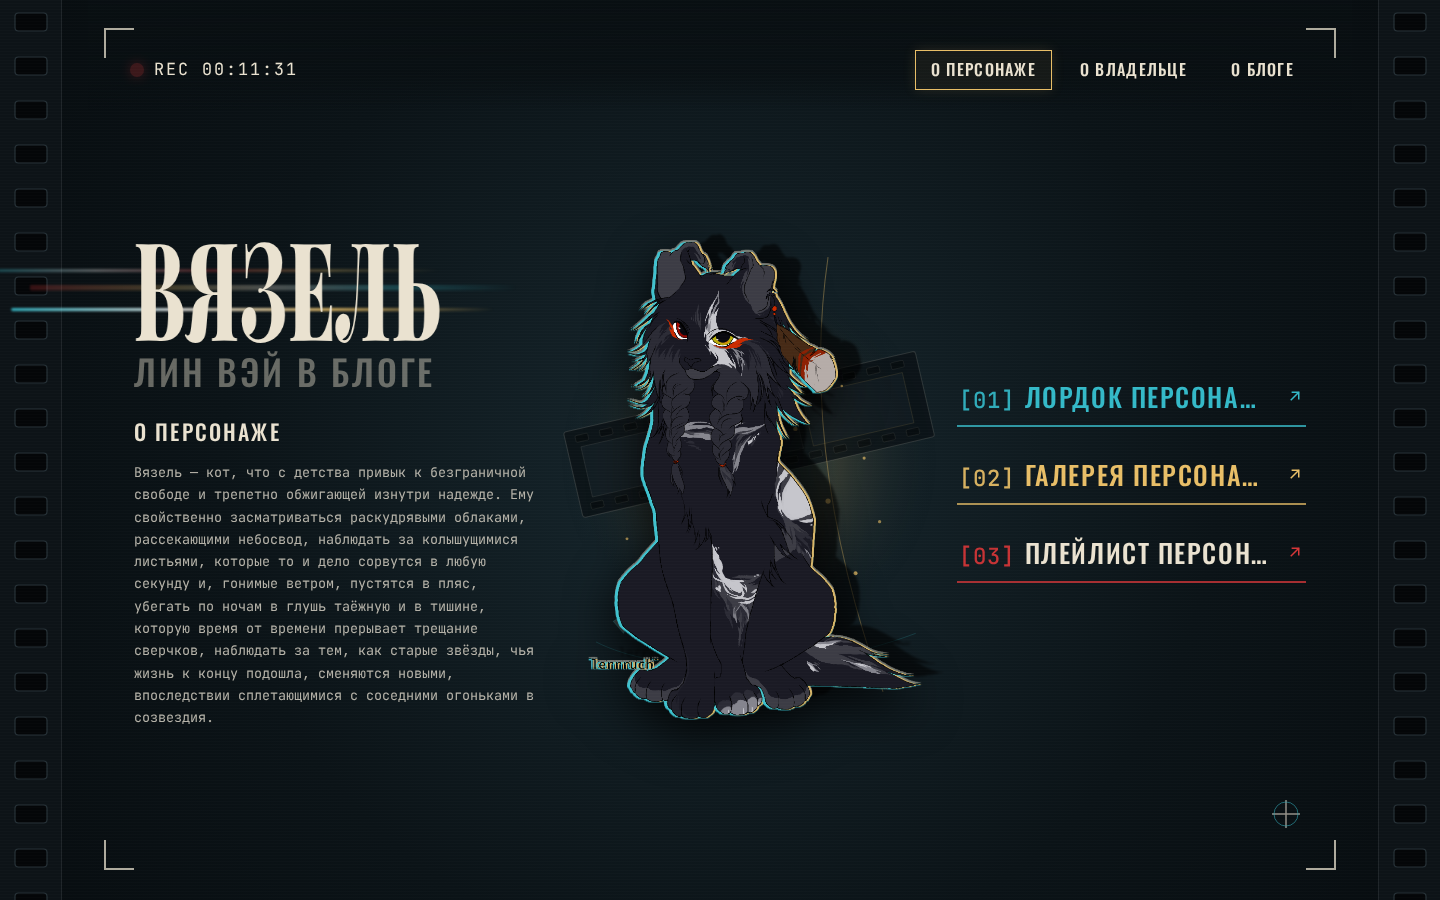 REC 00:11:31
О ПЕРСОНАЖЕ
О ВЛАДЕЛЬЦЕ
О БЛОГЕ
ВЯЗЕЛЬ
ЛИН ВЭЙ В БЛОГЕ
О ПЕРСОНАЖЕ
Вязель — кот, что с детства привык к безграничной
свободе и трепетно обжигающей изнутри надежде. Ему
свойственно засматриваться раскудрявыми облаками,
рассекающими небосвод, наблюдать за колышущимися
листьями, которые то и дело сорвутся в любую
секунду и, гонимые ветром, пустятся в пляс,
убегать по ночам в глушь таёжную и в тишине,
которую время от времени прерывает трещание
сверчков, наблюдать за тем, как старые звёзды, чья
жизнь к концу подошла, сменяются новыми,
впоследствии сплетающимися с соседними огоньками в
созвездия.
[01] ЛОРДОК ПЕРСОНА...
[02] ГАЛЕРЕЯ ПЕРСОНА...
[03] ПЛЕЙЛИСТ ПЕРСОН...